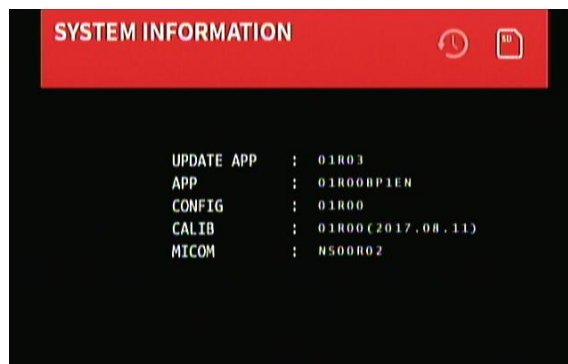 SYSTEM INFORMATION
SD
UPDATE APP : 01R03
APP : 01R00BP1EN
CONFIG : 01R00
CALIB : 01R00(2017.08.11)
MICOM : NS00R02